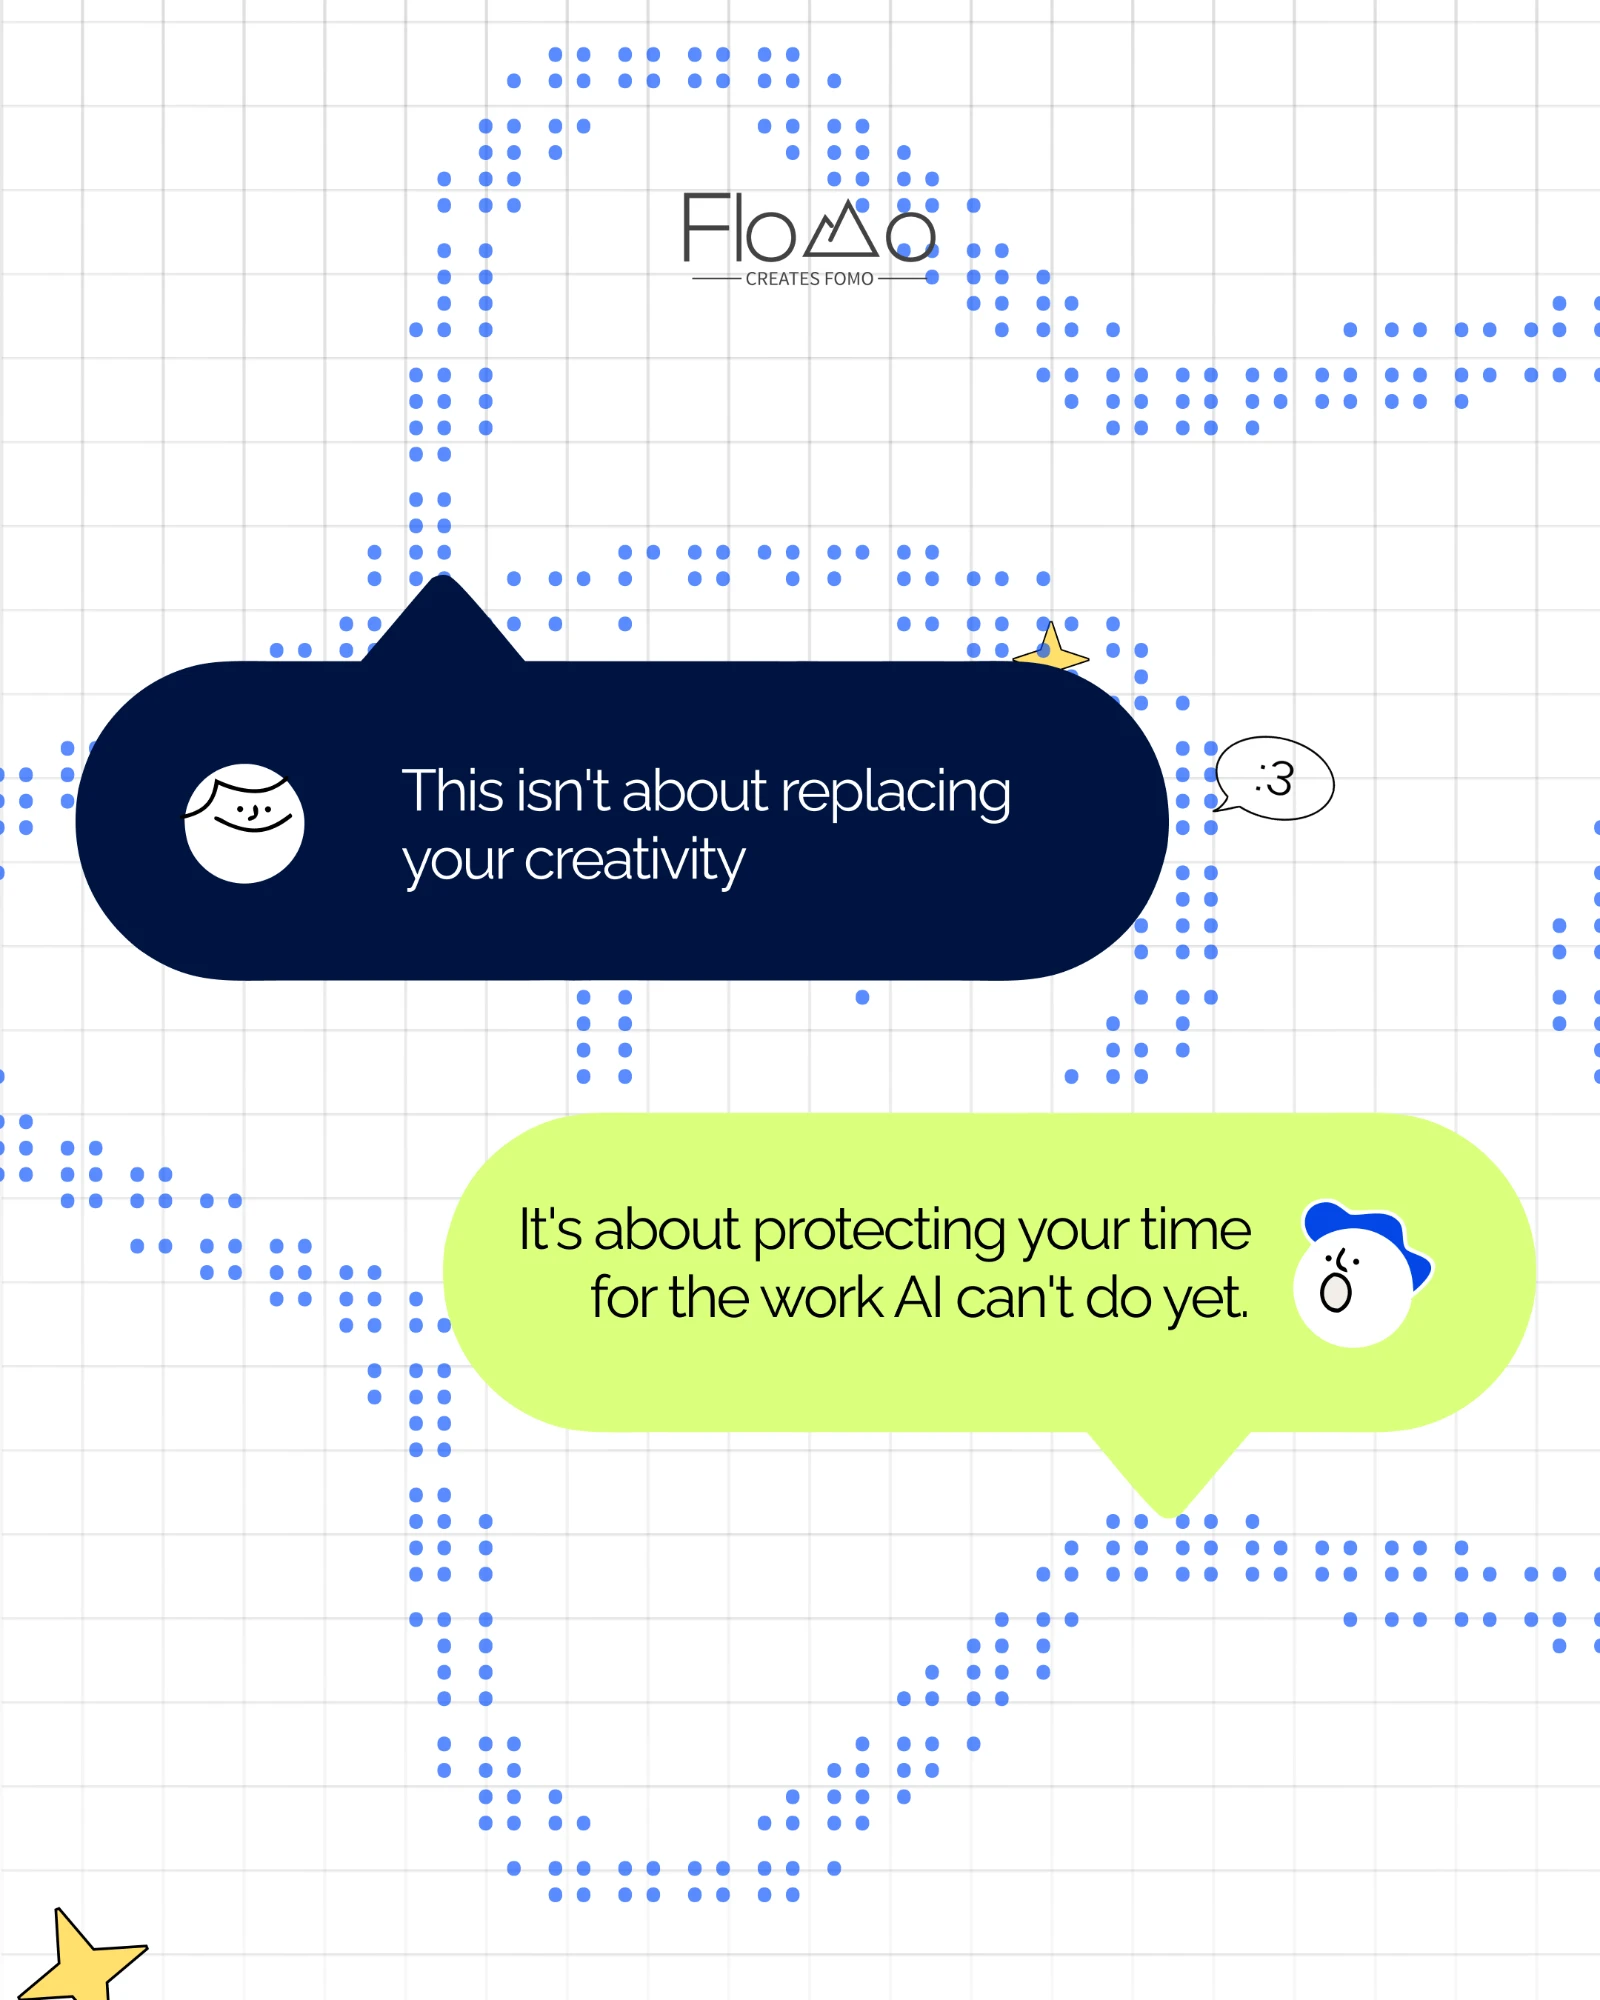 FloMo
CREATES FOMO
This isn't about replacing
your creativity
:3
It's about protecting your time
for the work AI can't do yet.